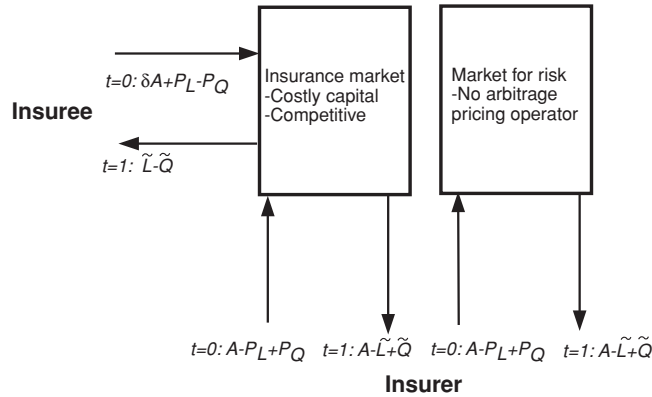 Insurance market
-Costly capital
-Competitive
Market for risk
-No arbitrage
pricing operator
t=0: δA+P_L-P_Q
Insuree
t=1: L̃-Q̃
t=0: A-P_L+P_Q
t=1: A-L̃+Q̃
t=0: A-P_L+P_Q
t=1: A-L̃+Q̃
Insurer